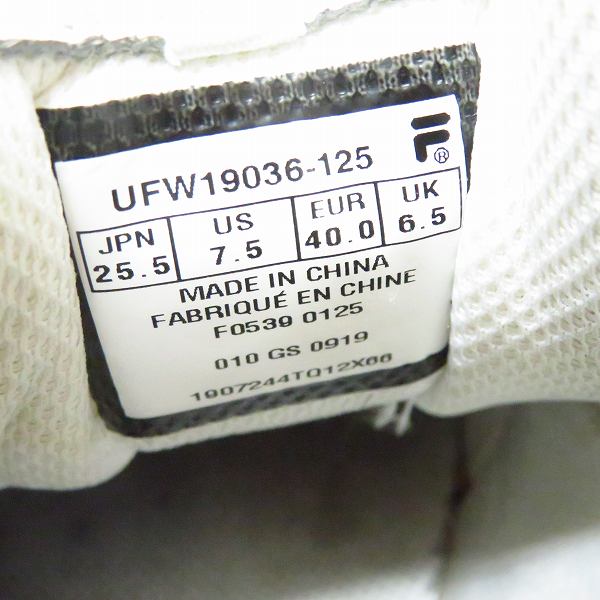 UFW19036-125
F®
JPN US EUR UK
25.5 7.5 40.0 6.5
MADE IN CHINA
FABRIQUÉ EN CHINE
F0539 0125
010 GS 0919
1907244TO12X66